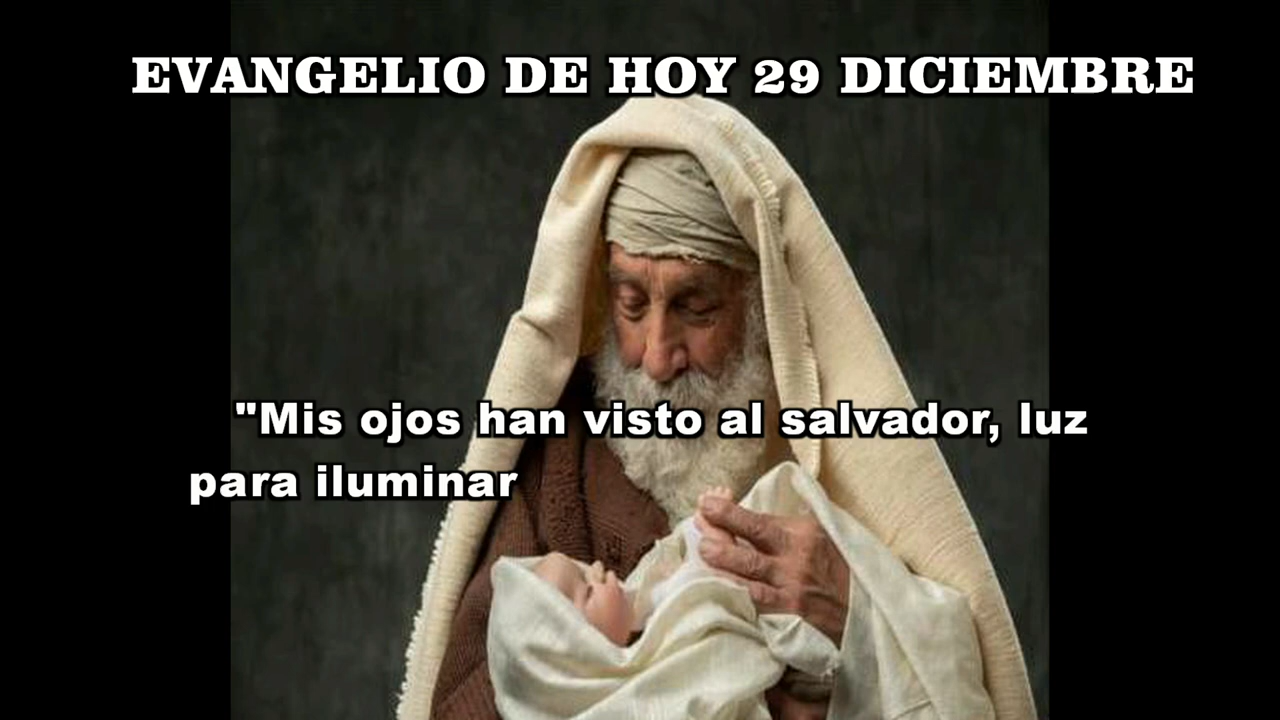 EVANGELIO DE HOY 29 DICIEMBRE
"Mis ojos han visto al salvador, luz
para iluminar